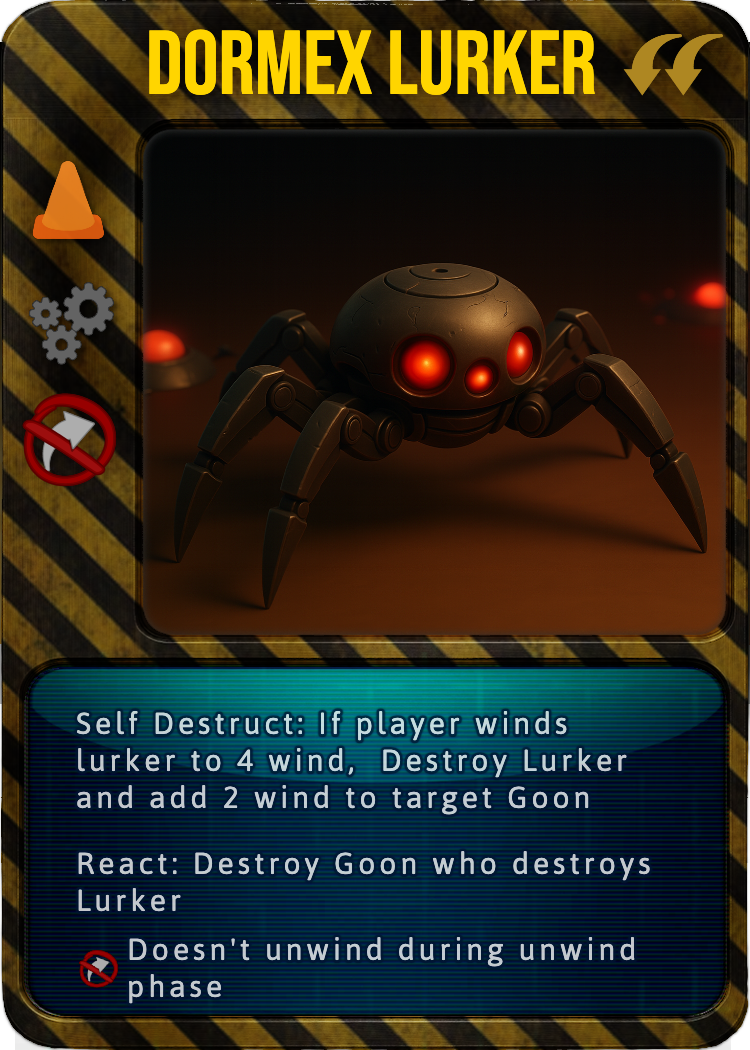 DORMEX LURKER
Self Destruct: If player winds
lurker to 4 wind, Destroy Lurker
and add 2 wind to target Goon
React: Destroy Goon who destroys
Lurker
Doesn't unwind during unwind
phase